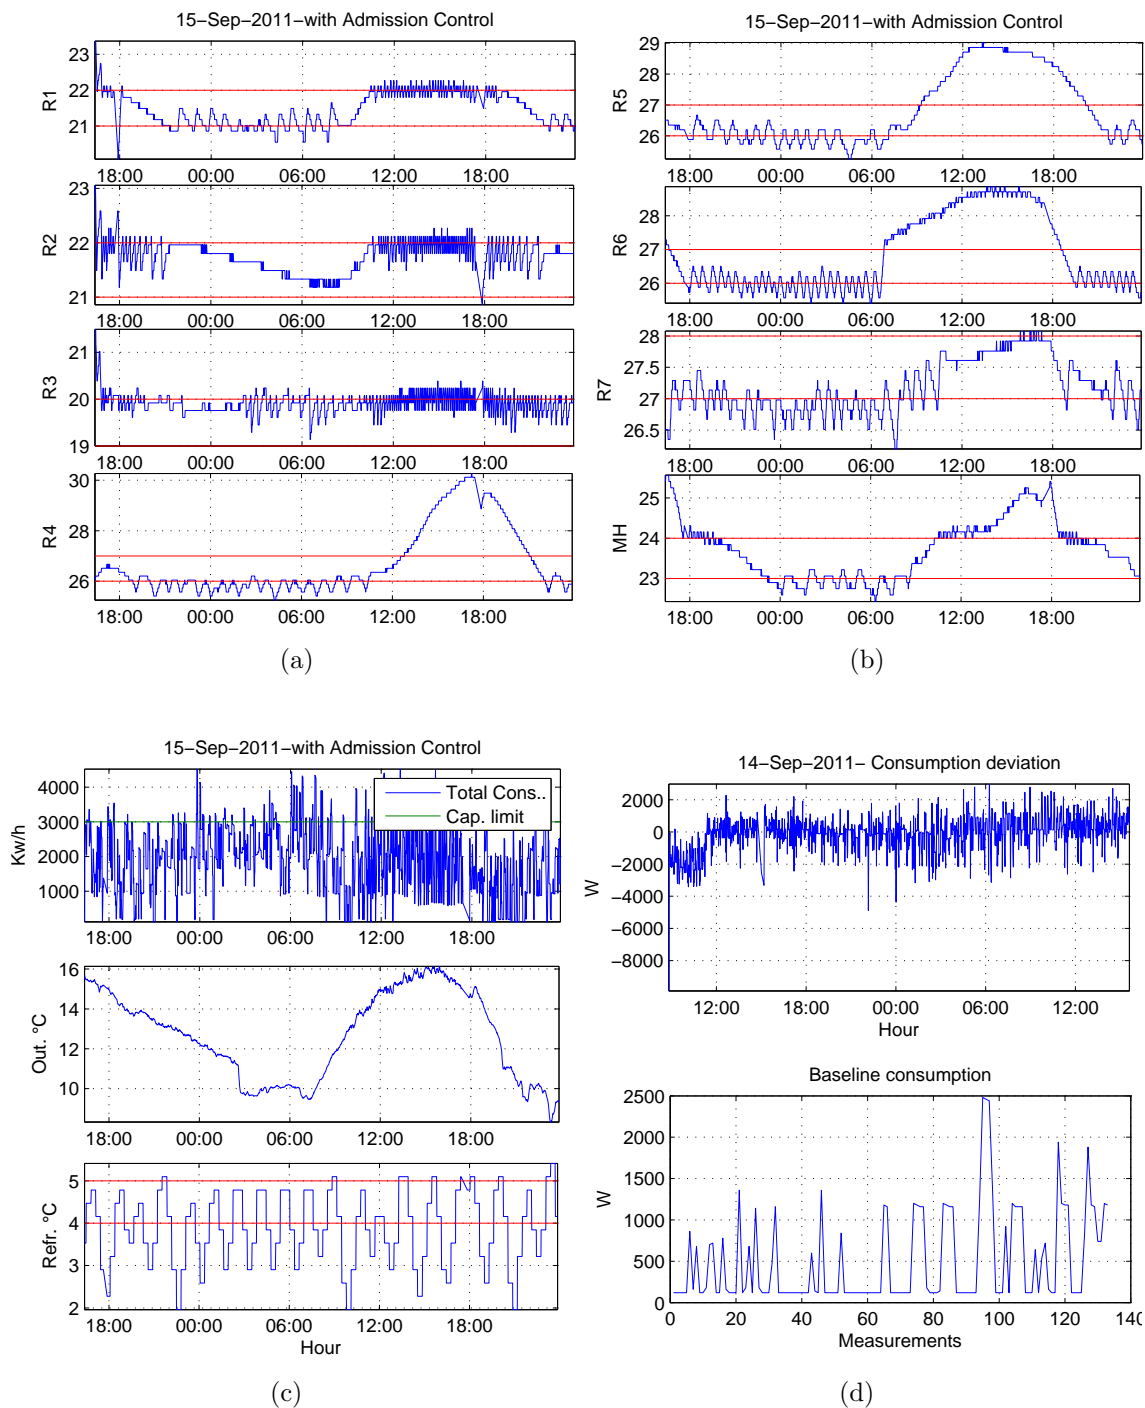 15−Sep−2011−with Admission Control
23
22
21
R1
18:00 00:00 06:00 12:00 18:00
23
22
21
R2
18:00 00:00 06:00 12:00 18:00
21
20
19
R3
18:00 00:00 06:00 12:00 18:00
30
28
26
R4
18:00 00:00 06:00 12:00 18:00
(a)
15−Sep−2011−with Admission Control
29
28
27
26
R5
18:00 00:00 06:00 12:00 18:00
28
27
26
R6
18:00 00:00 06:00 12:00 18:00
28
27.5
27
26.5
R7
18:00 00:00 06:00 12:00 18:00
25
24
23
MH
18:00 00:00 06:00 12:00 18:00
(b)
15−Sep−2011−with Admission Control
4000
3000
2000
1000
Kw/h
Total Cons..
Cap. limit
18:00 00:00 06:00 12:00 18:00
16
14
12
10
Out. °C
18:00 00:00 06:00 12:00 18:00
5
4
3
2
Refr. °C
18:00 00:00 06:00 12:00 18:00
Hour
(c)
14−Sep−2011− Consumption deviation
2000
0
−2000
−4000
−6000
−8000
W
12:00 18:00 00:00 06:00 12:00
Hour
Baseline consumption
2500
2000
1500
1000
500
0
W
0 20 40 60 80 100 120 140
Measurements
(d)